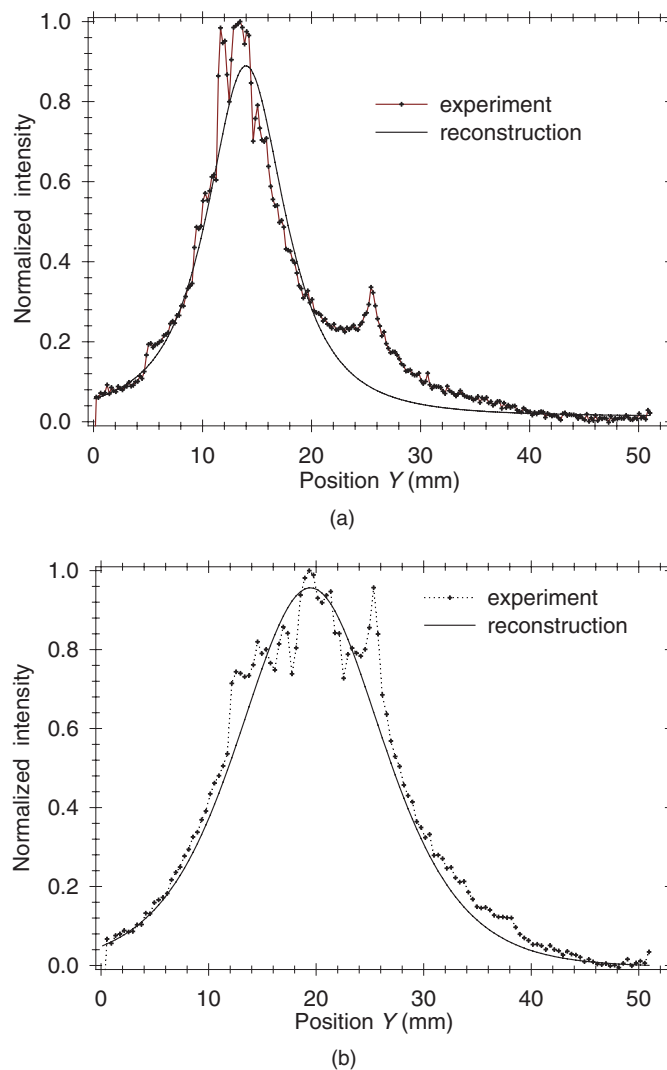 1.0
0.8
0.6
0.4
0.2
0.0
Normalized intensity
experiment
reconstruction
0 10 20 30 40 50
Position Y (mm)
(a)
1.0
0.8
0.6
0.4
0.2
0.0
Normalized intensity
experiment
reconstruction
0 10 20 30 40 50
Position Y (mm)
(b)